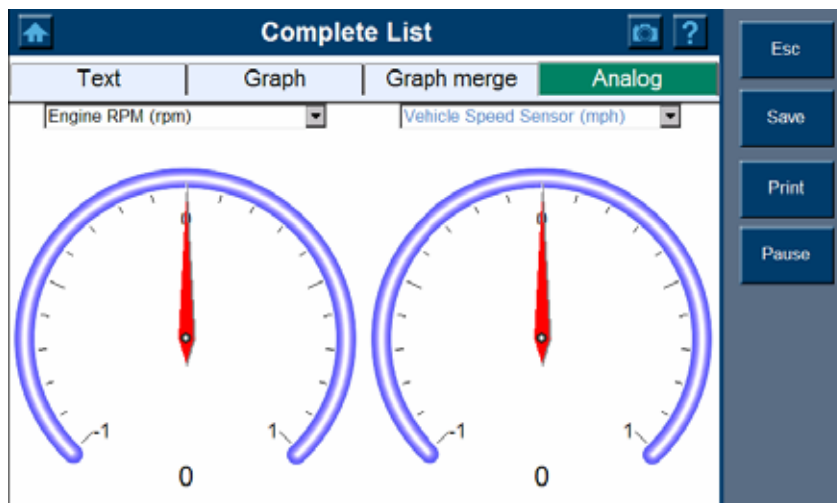 Complete List
?
Text
Graph
Graph merge
Analog
Engine RPM (rpm)
Vehicle Speed Sensor (mph)
0
-1
1
0
0
-1
1
0
Esc
Save
Print
Pause